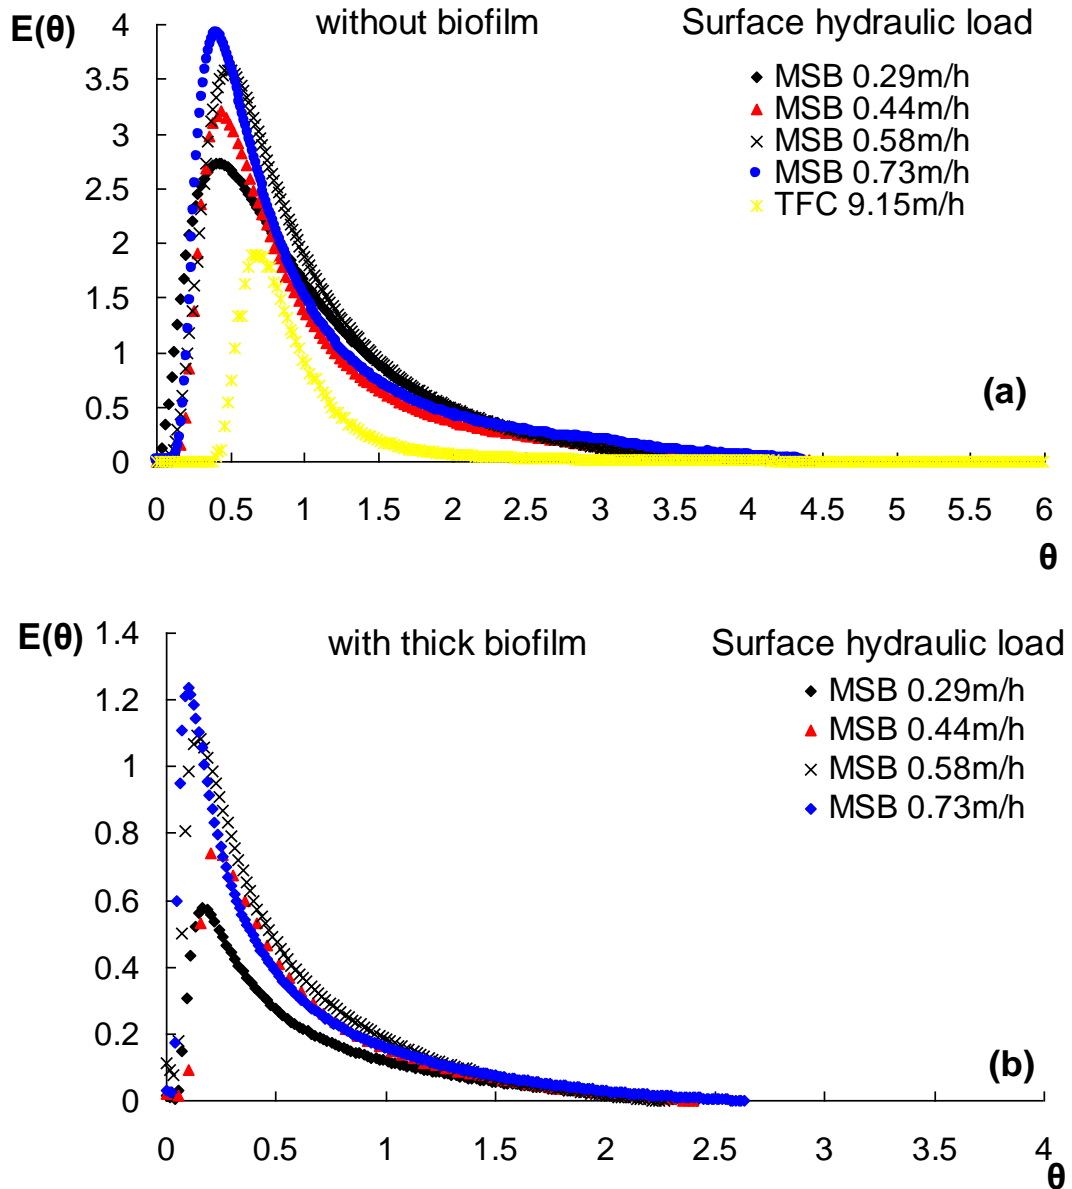 E(θ)
without biofilm
Surface hydraulic load
MSB 0.29m/h
MSB 0.44m/h
MSB 0.58m/h
MSB 0.73m/h
TFC 9.15m/h
4
3.5
3
2.5
2
1.5
1
0.5
0
(a)
0 0.5 1 1.5 2 2.5 3 3.5 4 4.5 5 5.5 6
θ
E(θ)
with thick biofilm
Surface hydraulic load
MSB 0.29m/h
MSB 0.44m/h
MSB 0.58m/h
MSB 0.73m/h
1.4
1.2
1
0.8
0.6
0.4
0.2
0
(b)
0 0.5 1 1.5 2 2.5 3 3.5 4
θ